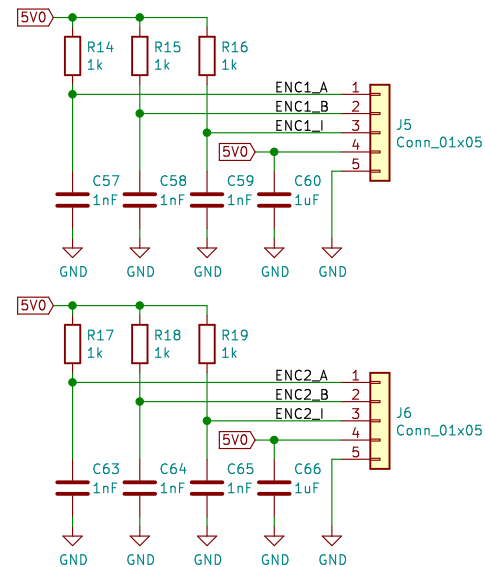 5V0
R14 R15 R16
1k 1k 1k
ENC1_A 1
ENC1_B 2
ENC1_I 3
J5
Conn_01x05
5V0 4
5
C57 C58 C59 C60
1nF 1nF 1nF 1uF
GND GND GND GND GND
5V0
R17 R18 R19
1k 1k 1k
ENC2_A 1
ENC2_B 2
ENC2_I 3
J6
Conn_01x05
5V0 4
5
C63 C64 C65 C66
1nF 1nF 1nF 1uF
GND GND GND GND GND